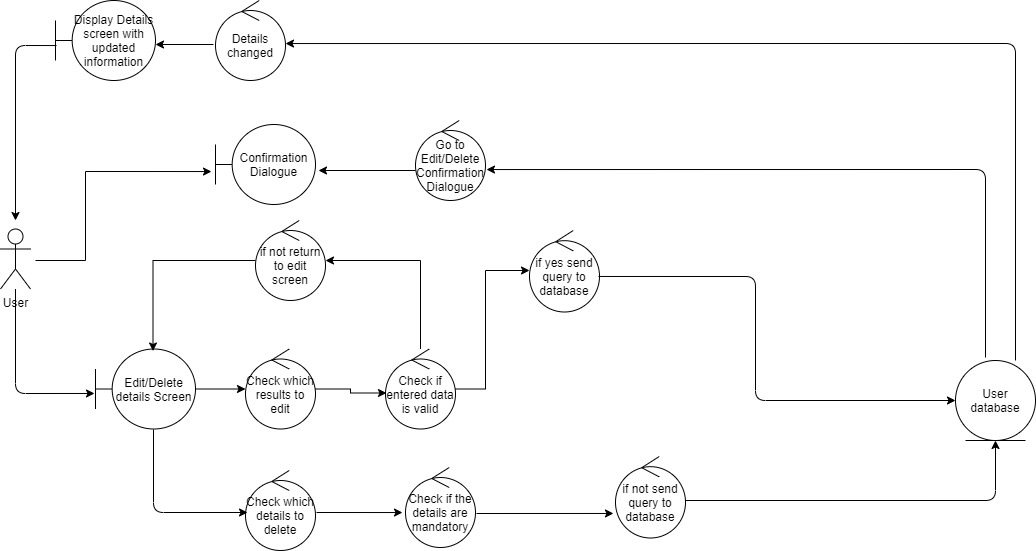 Display Details
screen with
updated
information
Details
changed
Confirmation
Dialogue
Go to
Edit/Delete
Confirmation
Dialogue
User
if not return
to edit
screen
if yes send
query to
database
Edit/Delete
details Screen
Check which
results to
edit
Check if
entered data
is valid
User
database
Check which
details to
delete
Check if the
details are
mandatory
if not send
query to
database